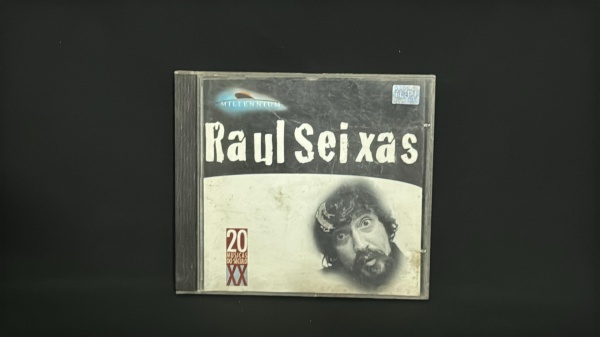 MILLENNIUM
Raul Seixas
20
MÚSICAS
DO SÉCULO
XX